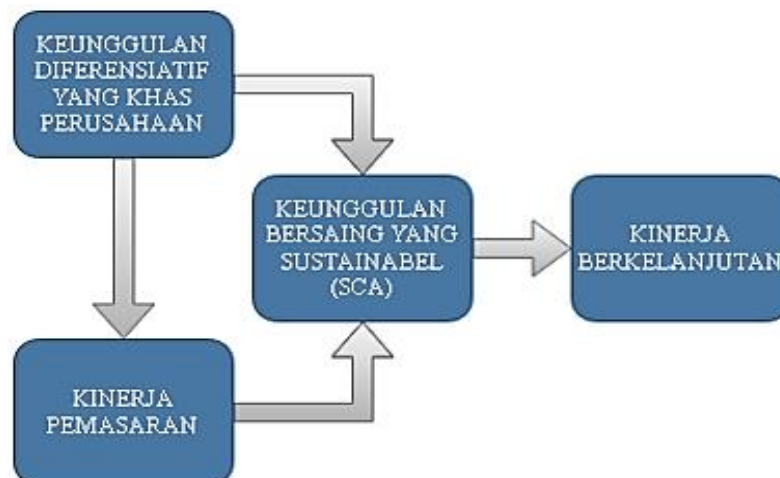 KEUNGGULAN
DIFERENSIATIF
YANG KHAS
PERUSAHAAN
KEUNGGULAN
BERSAING YANG
SUSTAINABEL
(SCA)
KINERJA
BERKELANJUTAN
KINERJA
PEMASARAN